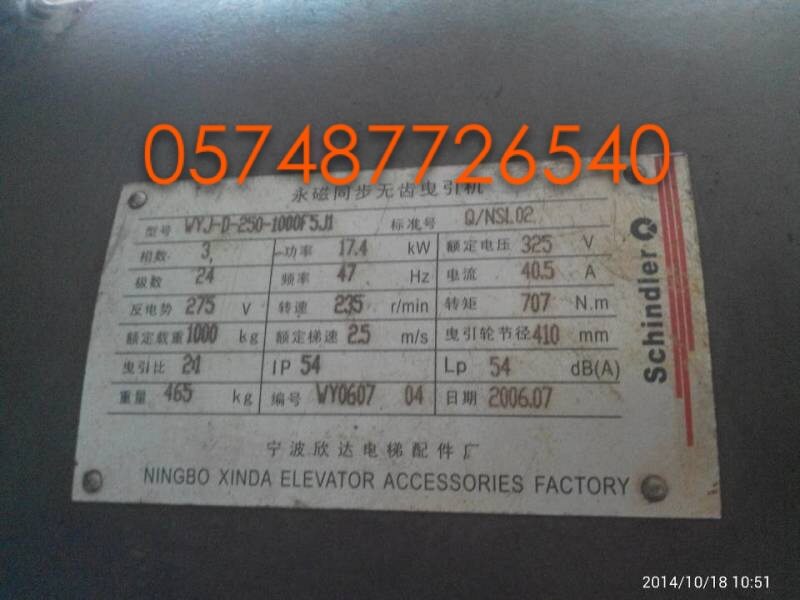 057487726540
永磁同步无齿曳引机
型号 WYJ-D-250-1000F5J1 标准号 Q/NSL02
相数 3 功率 17.4 kW 额定电压 325 V
极数 24 频率 47 Hz 电流 40.5 A
反电势 275 V 转速 235 r/min 转矩 707 N.m
额定载重 1000 kg 额定梯速 2.5 m/s 曳引轮节径 410 mm
曳引比 2:1 IP 54 Lp 54 dB(A)
重量 465 kg 编号 WY0607 04 日期 2006.07
Schindler
宁波欣达电梯配件厂
NINGBO XINDA ELEVATOR ACCESSORIES FACTORY
2014/10/18 10:51